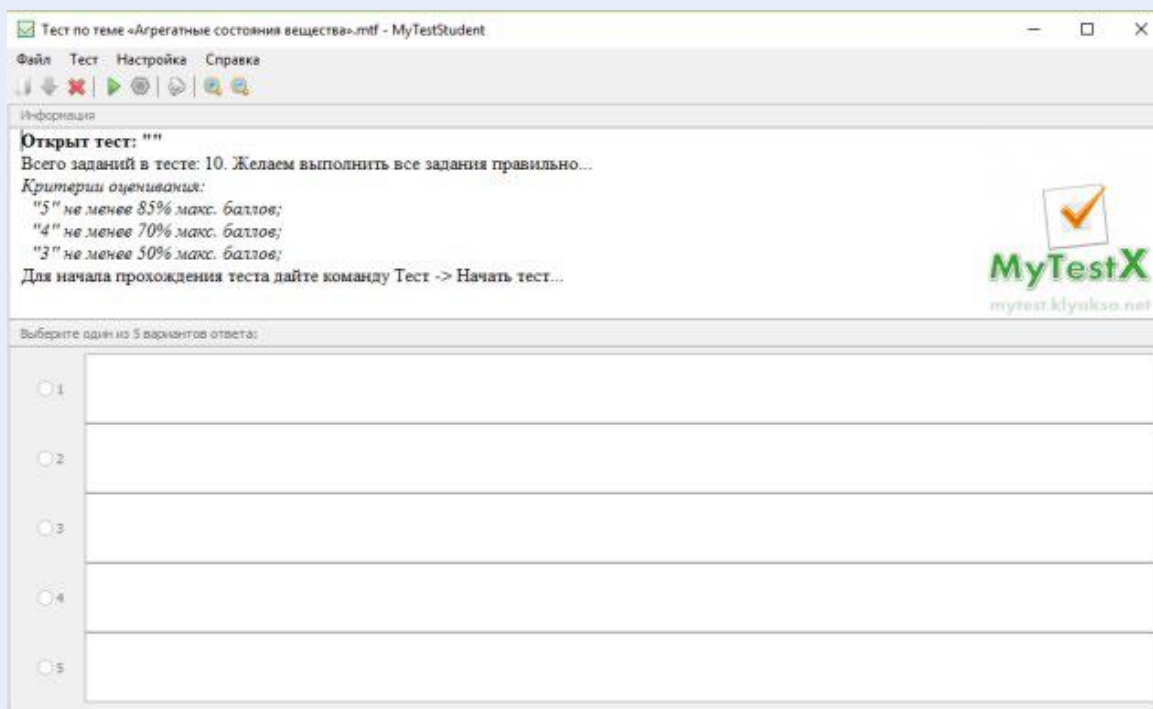 Тест по теме «Агрегатные состояния вещества».mtf - MyTestStudent
Файл Тест Настройка Справка
Информация
Открыт тест: ""
Всего заданий в тесте: 10. Желаем выполнить все задания правильно...
Критерии оценивания:
"5" не менее 85% макс. баллов;
"4" не менее 70% макс. баллов;
"3" не менее 50% макс. баллов;
Для начала прохождения теста дайте команду Тест -> Начать тест...
MyTestX
mytest.klyaksa.net
Выберите один из 5 вариантов ответа:
1
2
3
4
5